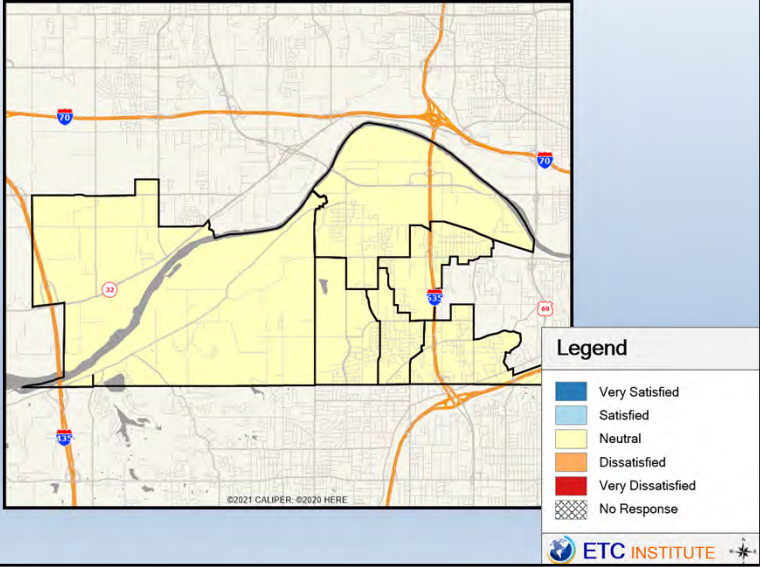 70
70
32
635
69
435
©2021 CALIPER; ©2020 HERE
Legend
Very Satisfied
Satisfied
Neutral
Dissatisfied
Very Dissatisfied
No Response
ETC INSTITUTE